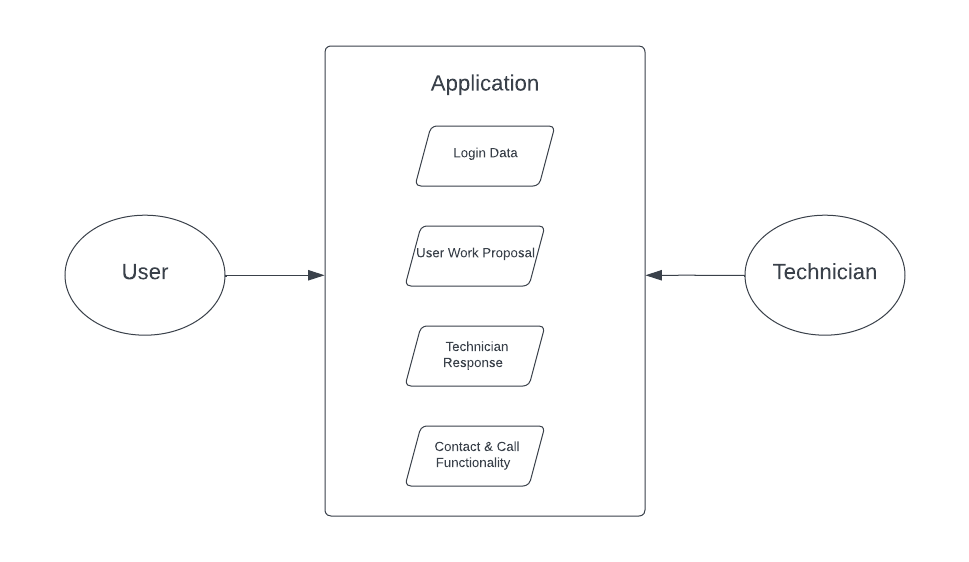 Application
Login Data
User Work Proposal
User
Technician
Technician
Response
Contact & Call
Functionality